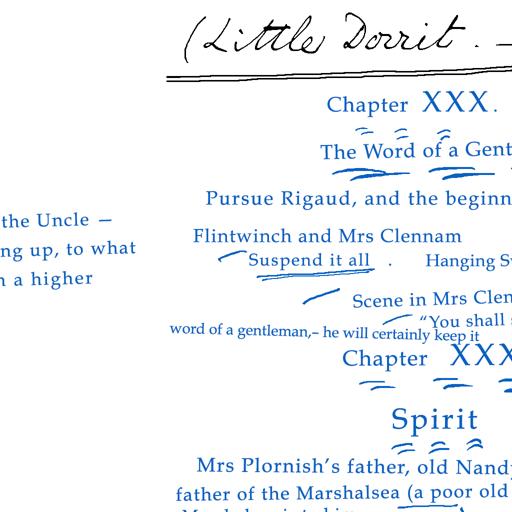 (Little Dorrit. —
Chapter XXX.
The Word of a Gent
Pursue Rigaud, and the beginn
the Uncle —
ng up, to what
a higher
Flintwinch and Mrs Clennam
Suspend it all . Hanging S
Scene in Mrs Clen
“You shall
word of a gentleman,– he will certainly keep it
Chapter XXX
Spirit
Mrs Plornish’s father, old Nandy
father of the Marshalsea (a poor old